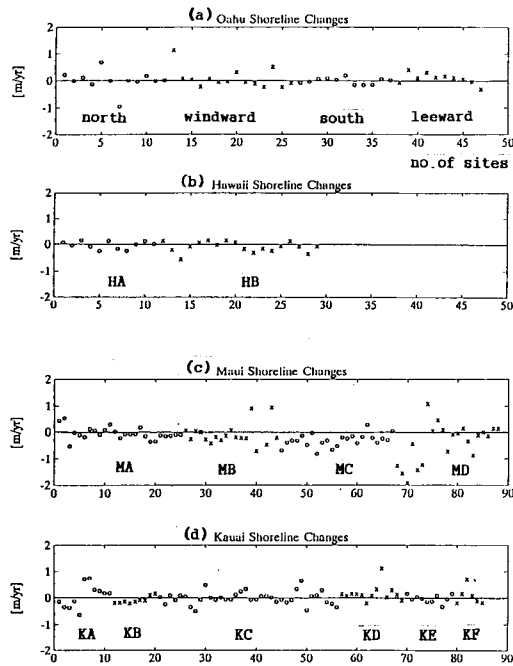 (a) Oahu Shoreline Changes
[m/yr]
2
1
0
-1
-2
north windward south leeward
0 5 10 15 20 25 30 35 40 45 50
no.of sites
(b) Hawaii Shoreline Changes
[m/yr]
2
1
0
-1
-2
HA HB
0 5 10 15 20 25 30 35 40 45 50
(c) Maui Shoreline Changes
[m/yr]
2
1
0
-1
-2
MA MB MC MD
0 10 20 30 40 50 60 70 80 90
(d) Kauai Shoreline Changes
[m/yr]
2
1
0
-1
-2
KA KB KC KD KE KF
0 10 20 30 40 50 60 70 80 90